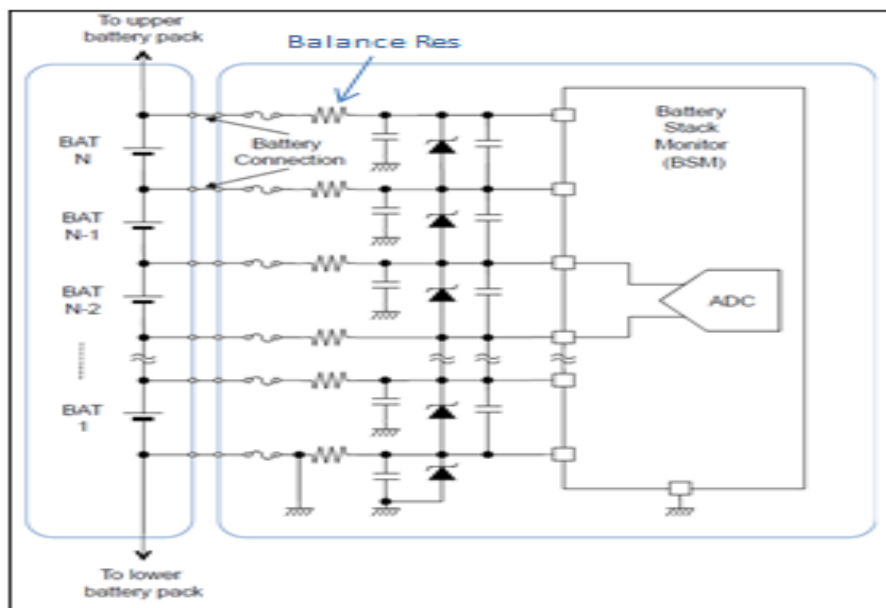 To upper
battery pack
Balance Res
BAT
N
Battery
Connection
Battery
Stack
Monitor
(BSM)
BAT
N-1
BAT
N-2
ADC
BAT
1
To lower
battery pack